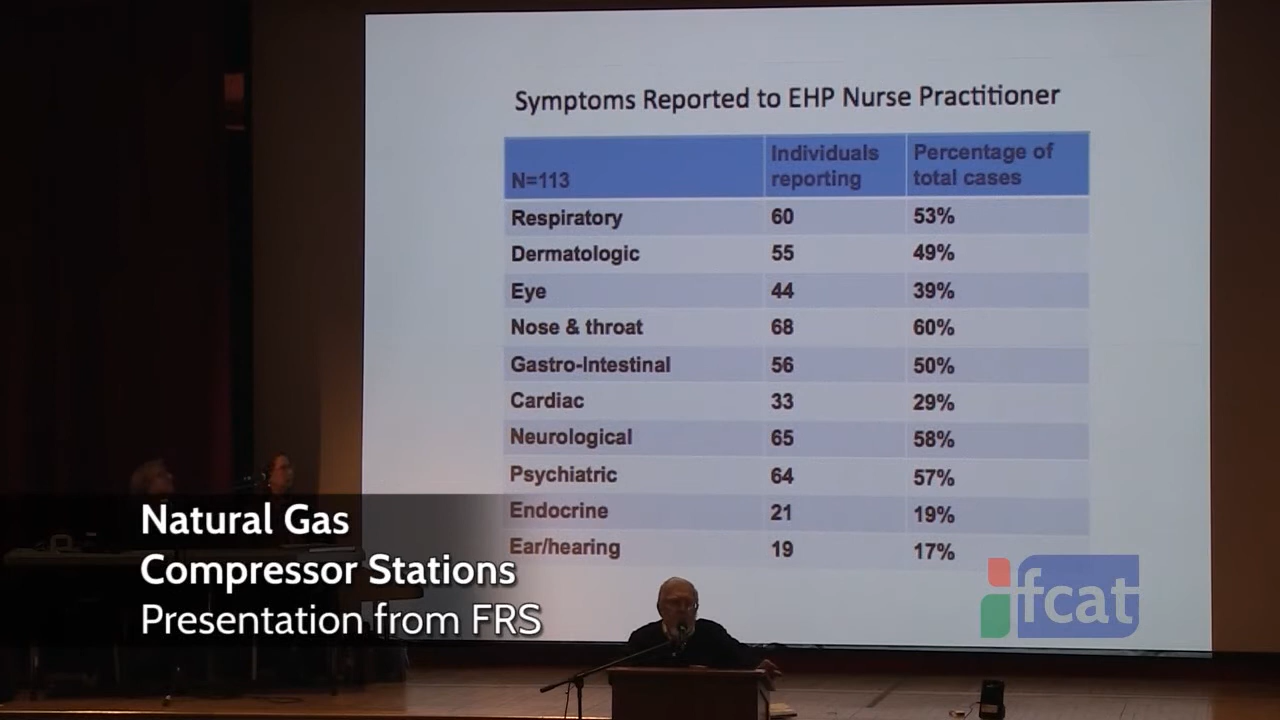 Symptoms Reported to EHP Nurse Practitioner
N=113 Individuals reporting Percentage of total cases
Respiratory 60 53%
Dermatologic 55 49%
Eye 44 39%
Nose & throat 68 60%
Gastro-Intestinal 56 50%
Cardiac 33 29%
Neurological 65 58%
Psychiatric 64 57%
Endocrine 21 19%
Ear/hearing 19 17%
Natural Gas
Compressor Stations
Presentation from FRS
fcat